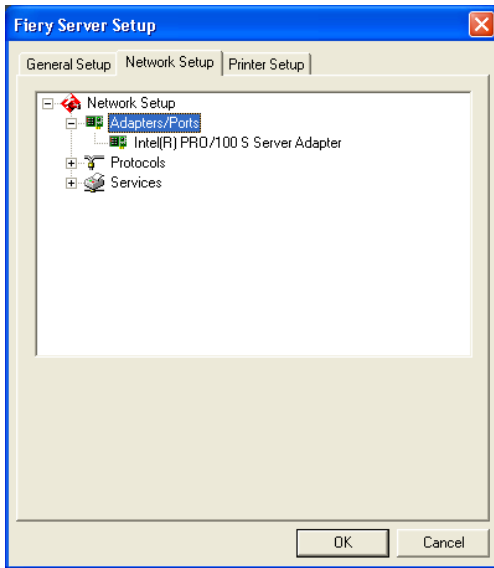 Fiery Server Setup
General Setup Network Setup Printer Setup
Network Setup
Adapters/Ports
Intel(R) PRO/100 S Server Adapter
Protocols
Services
OK Cancel